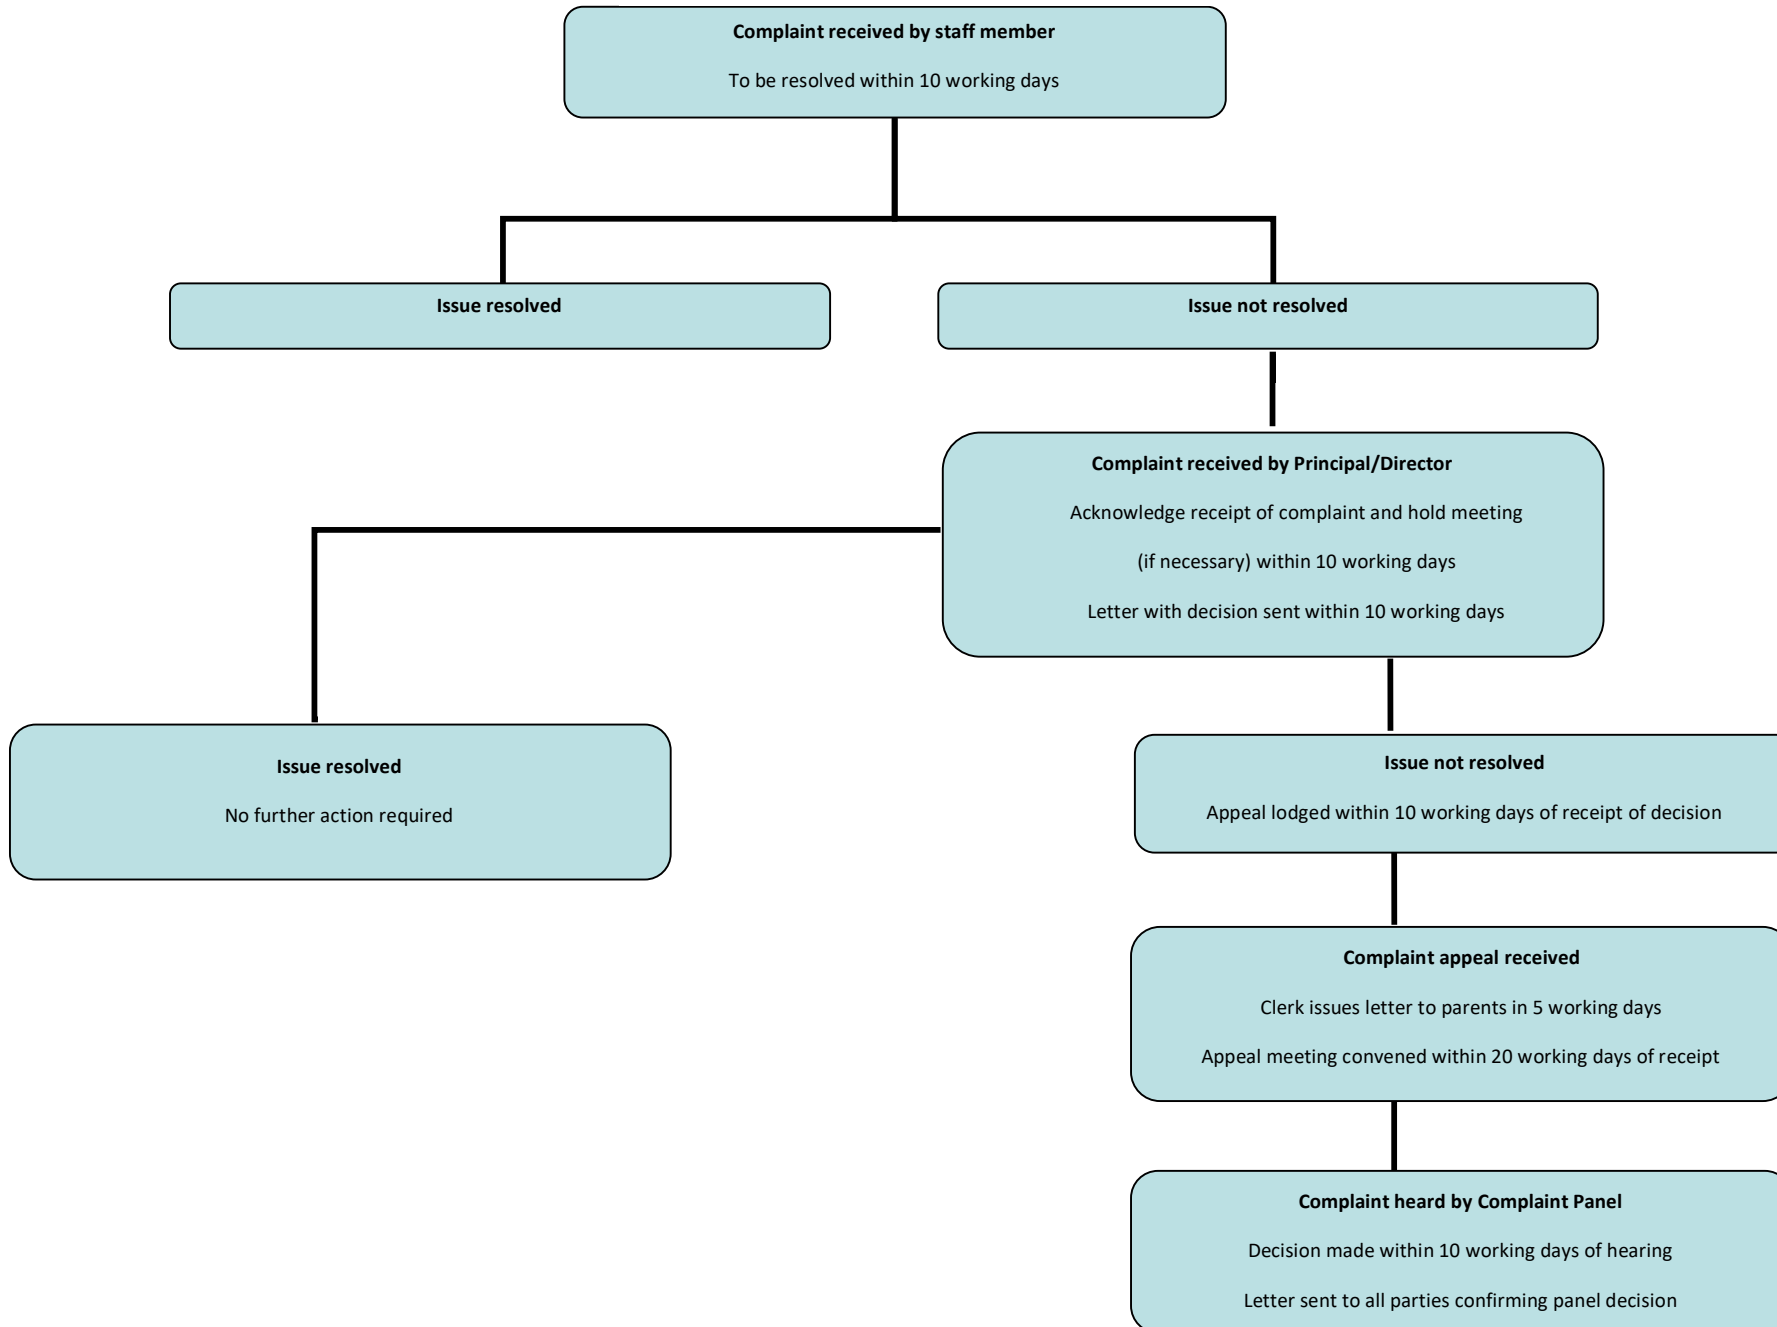 Complaint received by staff member
To be resolved within 10 working days
Issue resolved
Issue not resolved
Complaint received by Principal/Director
Acknowledge receipt of complaint and hold meeting
(if necessary) within 10 working days
Letter with decision sent within 10 working days
Issue resolved
No further action required
Issue not resolved
Appeal lodged within 10 working days of receipt of decision
Complaint appeal received
Clerk issues letter to parents in 5 working days
Appeal meeting convened within 20 working days of receipt
Complaint heard by Complaint Panel
Decision made within 10 working days of hearing
Letter sent to all parties confirming panel decision